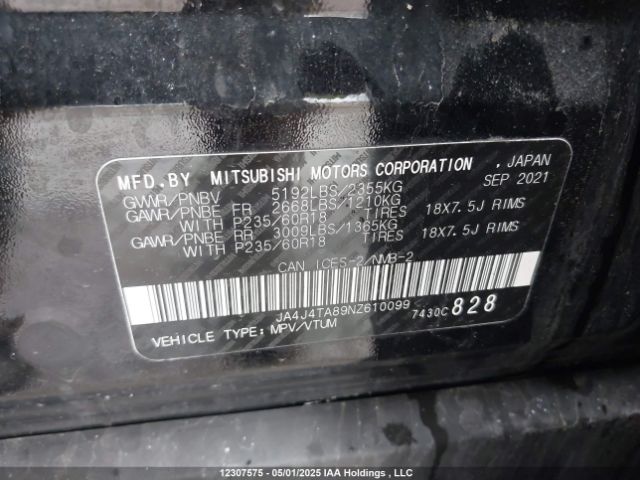 MFD.BY MITSUBISHI MOTORS CORPORATION , JAPAN
GVWR/PNBV 5192LBS/2355KG SEP 2021
GAWR/PNBE FR 2668LBS/1210KG
WITH P235/60R18 TIRES 18X7.5J RIMS
GAWR/PNBE RR 3009LBS/1365KG
WITH P235/60R18 TIRES 18X7.5J RIMS
CAN ICES-2/NMB-2
JA4J4TA89NZ610099 7430C 828
VEHICLE TYPE: MPV/VTUM
12307575 - 05/01/2025 IAA Holdings , LLC